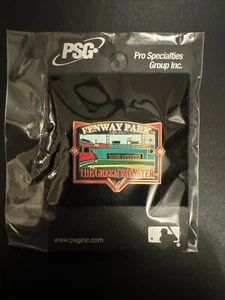 PSG
Pro Specialties
Group Inc.
FENWAY PARK
THE GREEN MONSTER
www.psginc.com